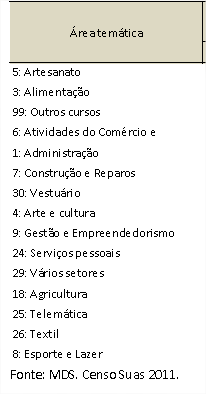 Área temática
5: Artesanato
3: Alimentação
99: Outros cursos
6: Atividades do Comércio e
1: Administração
7: Construção e Reparos
30: Vestuário
4: Arte e cultura
9: Gestão e Empreendedorismo
24: Serviços pessoais
29: Vários setores
18: Agricultura
25: Telemática
26: Textil
8: Esporte e Lazer
Fonte: MDS. Censo Suas 2011.